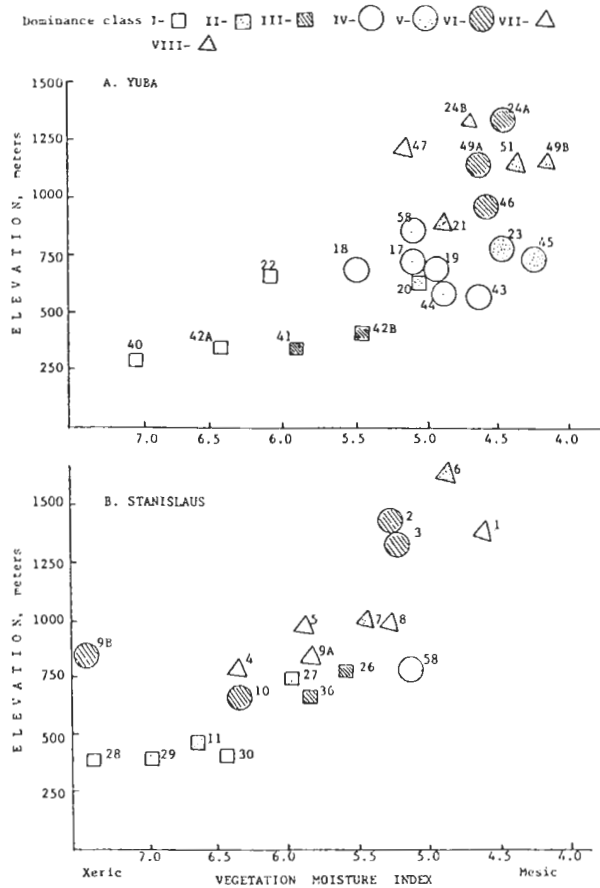 Dominance class I- II- III- IV- V- VI- VII-
VIII-
A. YUBA
ELEVATION, meters
1500
1250
1000
750
500
250
24B 24A
47 49A 51 49B
46
58 21 23 45
18 17 19
22 20
44 43
42B
40 42A 41
7.0 6.5 6.0 5.5 5.0 4.5 4.0
B. STANISLAUS
ELEVATION, meters
1500
1250
1000
750
500
250
6
2 1
3
5 7 8
9B 9A
4 58
27 26
10 36
11
28 29 30
7.0 6.5 6.0 5.5 5.0 4.5 4.0
Xeric VEGETATION MOISTURE INDEX Mesic